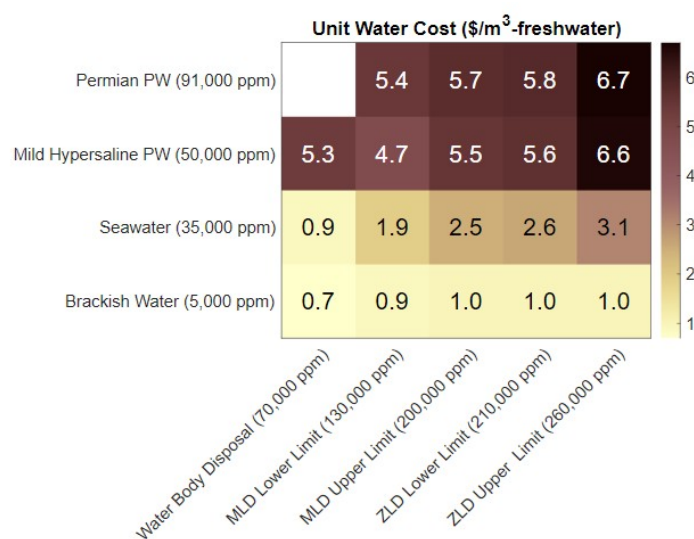 Unit Water Cost ($/m³-freshwater)
Permian PW (91,000 ppm) 5.4 5.7 5.8 6.7
Mild Hypersaline PW (50,000 ppm) 5.3 4.7 5.5 5.6 6.6
Seawater (35,000 ppm) 0.9 1.9 2.5 2.6 3.1
Brackish Water (5,000 ppm) 0.7 0.9 1.0 1.0 1.0
6
5
4
3
2
1
Water Body Disposal (70,000 ppm)
MLD Lower Limit (130,000 ppm)
MLD Upper Limit (200,000 ppm)
ZLD Lower Limit (210,000 ppm)
ZLD Upper Limit (260,000 ppm)